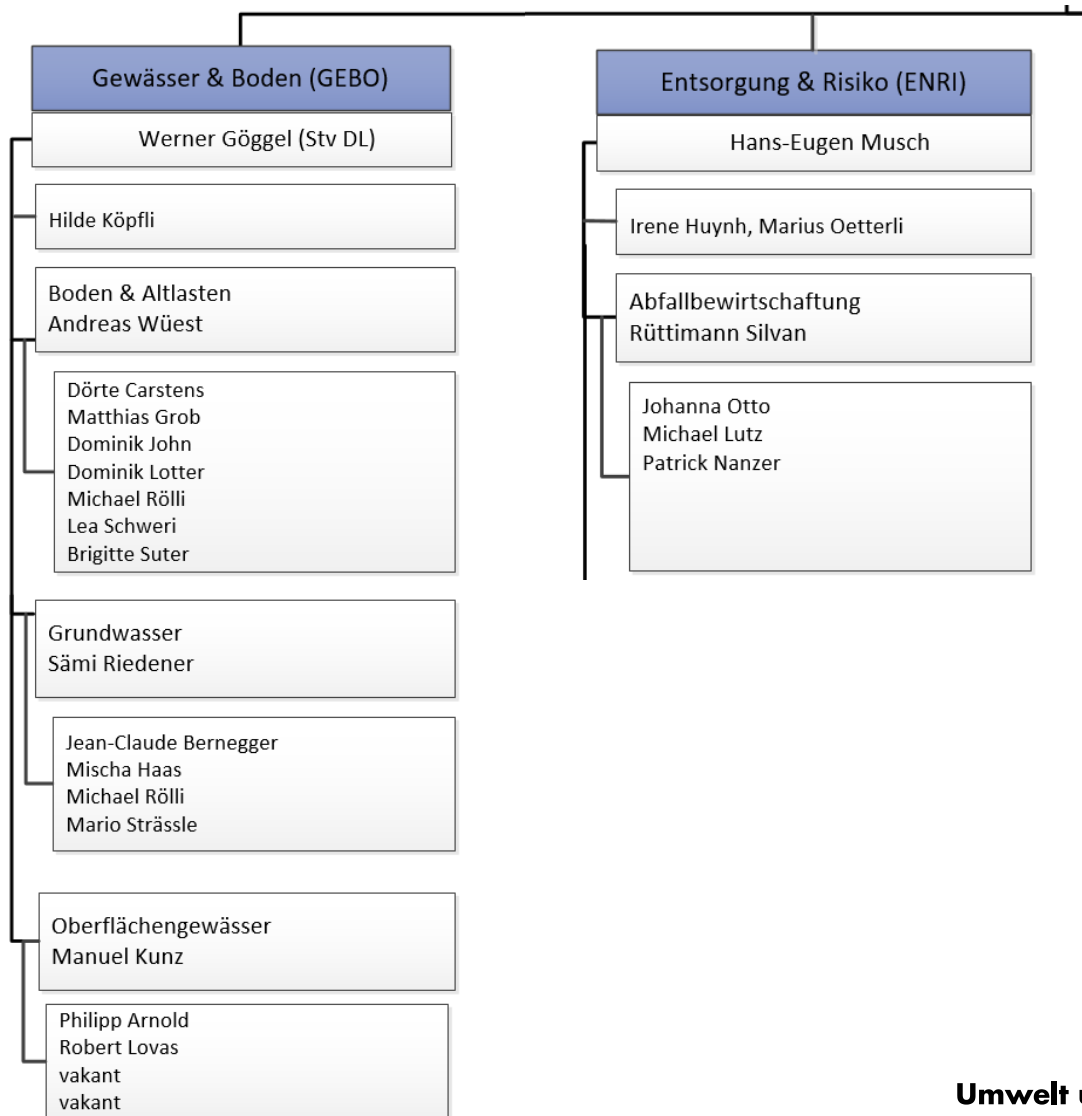 Gewässer & Boden (GEBO)
Werner Göggel (Stv DL)
Hilde Köpfli
Boden & Altlasten
Andreas Wüest
Dörte Carstens
Matthias Grob
Dominik John
Dominik Lotter
Michael Rölli
Lea Schweri
Brigitte Suter
Grundwasser
Sämi Riedener
Jean-Claude Bernegger
Mischa Haas
Michael Rölli
Mario Strässle
Oberflächengewässer
Manuel Kunz
Philipp Arnold
Robert Lovas
vakant
vakant
Entsorgung & Risiko (ENRI)
Hans-Eugen Musch
Irene Huynh, Marius Oetterli
Abfallbewirtschaftung
Rüttimann Silvan
Johanna Otto
Michael Lutz
Patrick Nanzer
Umwelt